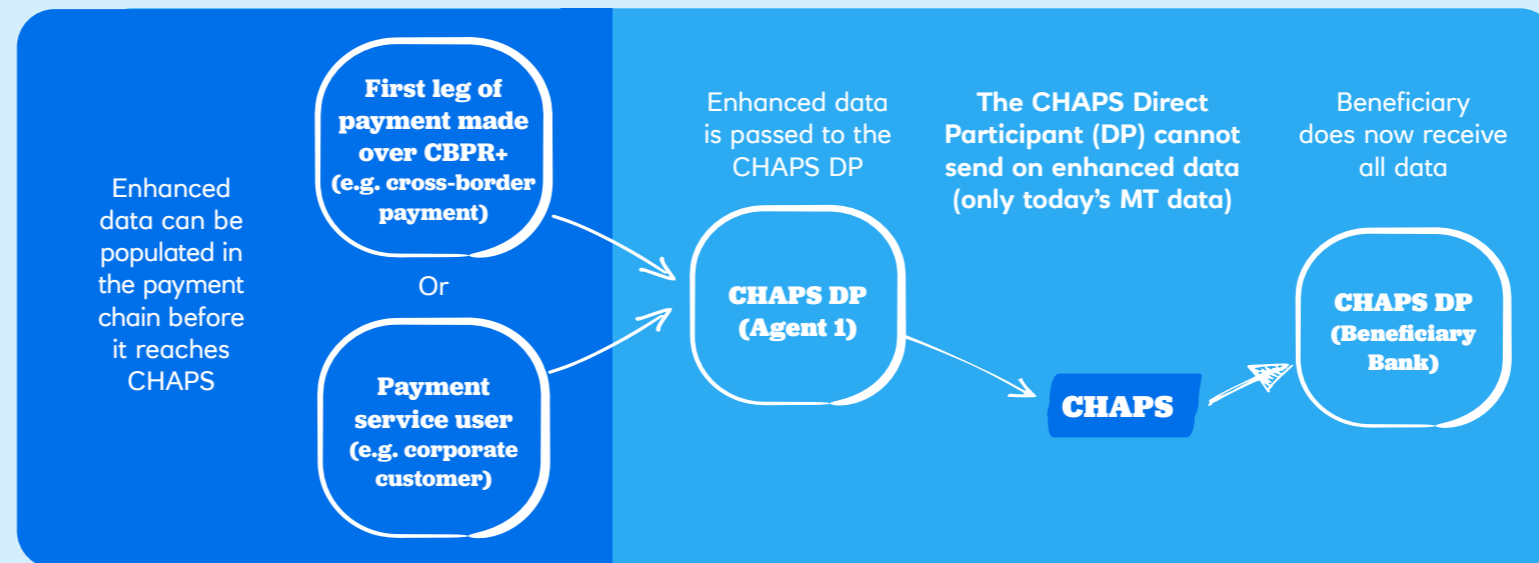 Enhanced
data can be
populated in
the payment
chain before
it reaches
CHAPS
First leg of
payment made
over CBPR+
(e.g. cross-border
payment)
Or
Payment
service user
(e.g. corporate
customer)
Enhanced data
is passed to the
CHAPS DP
CHAPS DP
(Agent 1)
The CHAPS Direct
Participant (DP) cannot
send on enhanced data
(only today's MT data)
CHAPS
Beneficiary
does now receive
all data
CHAPS DP
(Beneficiary
Bank)